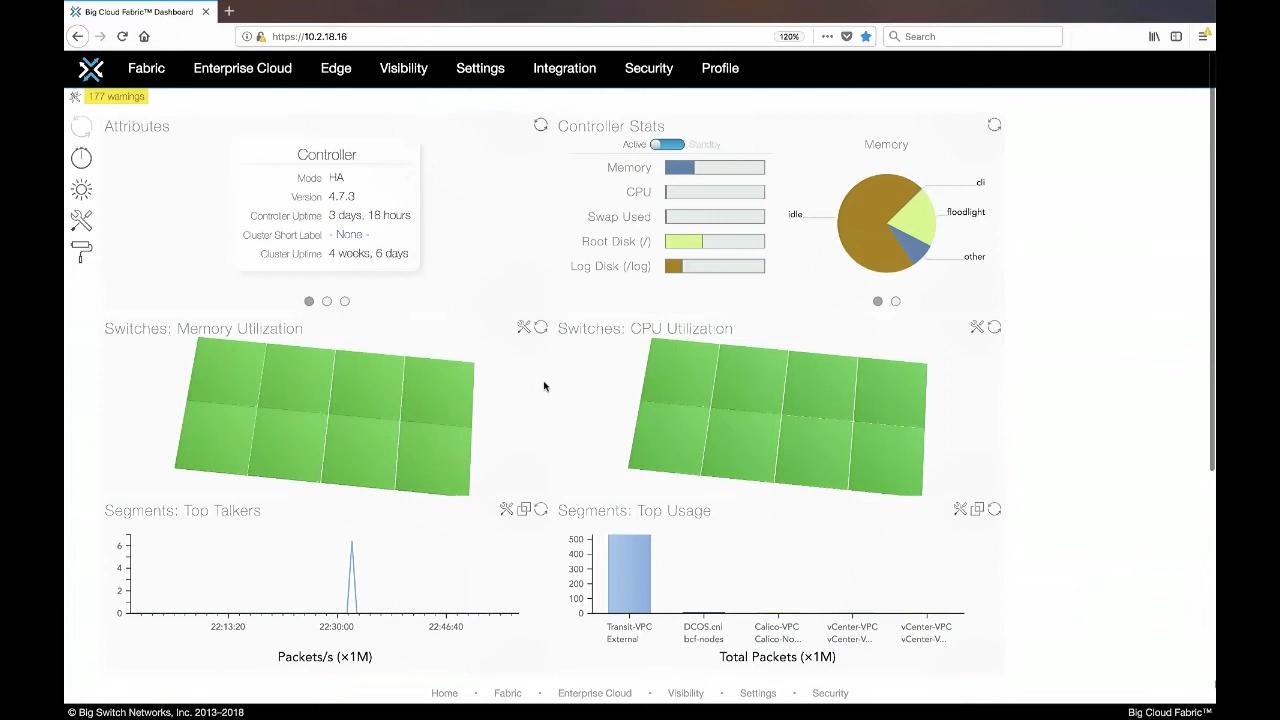 Big Cloud Fabric™ Dashboard
https://10.2.18.16
120%
Search
Fabric Enterprise Cloud Edge Visibility Settings Integration Security Profile
177 warnings
Attributes
Controller
Mode HA
Version 4.7.3
Controller Uptime 3 days, 18 hours
Cluster Short Label - None -
Cluster Uptime 4 weeks, 6 days
Controller Stats
Active Standby
Memory
CPU
Swap Used
Root Disk (/)
Log Disk (/log)
Memory
cli
idle
floodlight
other
Switches: Memory Utilization
Switches: CPU Utilization
Segments: Top Talkers
6
4
2
0
22:13:20 22:30:00 22:46:40
Packets/s (×1M)
Segments: Top Usage
500
400
300
200
100
0
Transit-VPC
External
DCOS.cni
bcf-nodes
Calico-VPC
Calico-No...
vCenter-VPC
vCenter-V...
vCenter-VPC
vCenter-V...
Total Packets (×1M)
Home • Fabric • Enterprise Cloud • Visibility • Settings • Security
© Big Switch Networks, Inc. 2013–2018
Big Cloud Fabric™